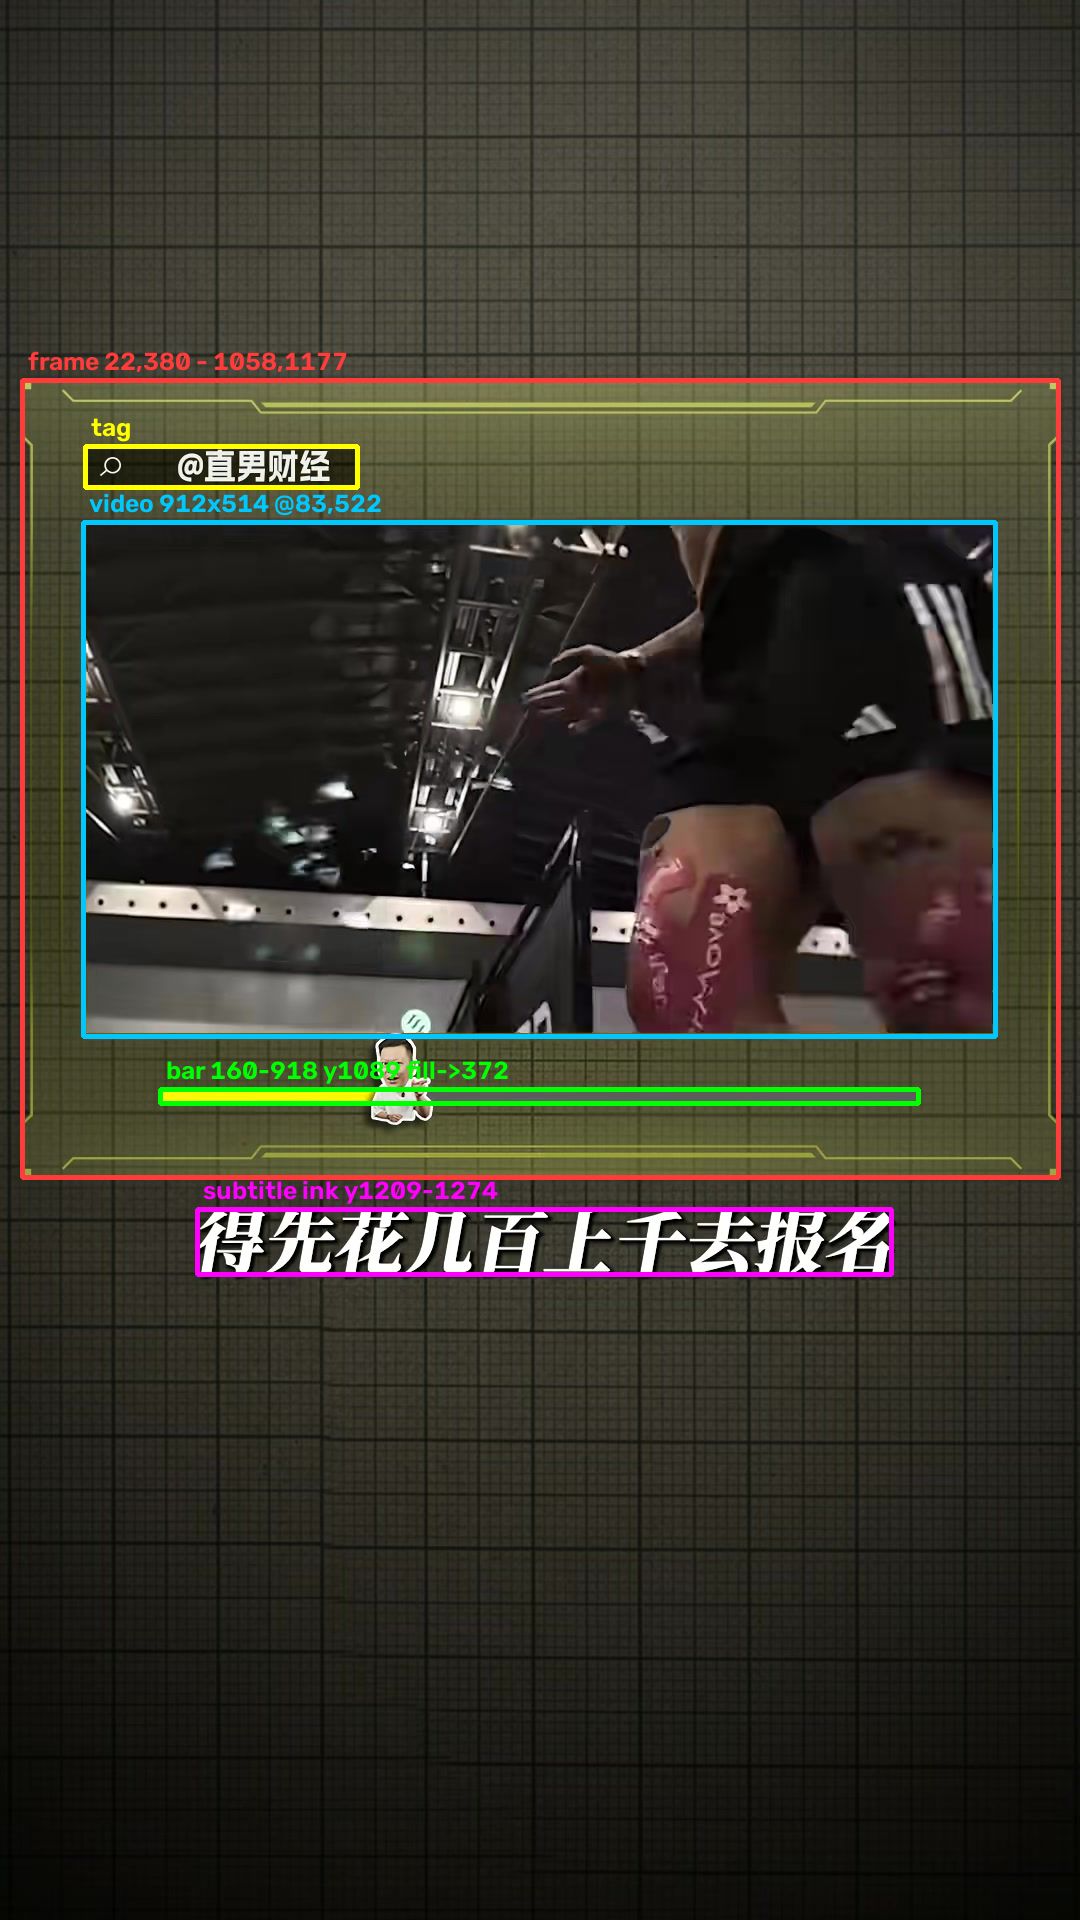 frame 22,380 - 1058,1177
tag
@直男财经
video 912x514 @83,522
bar 160-918 y1089 fill->372
subtitle ink y1209-1274
得先花几百上千去报名